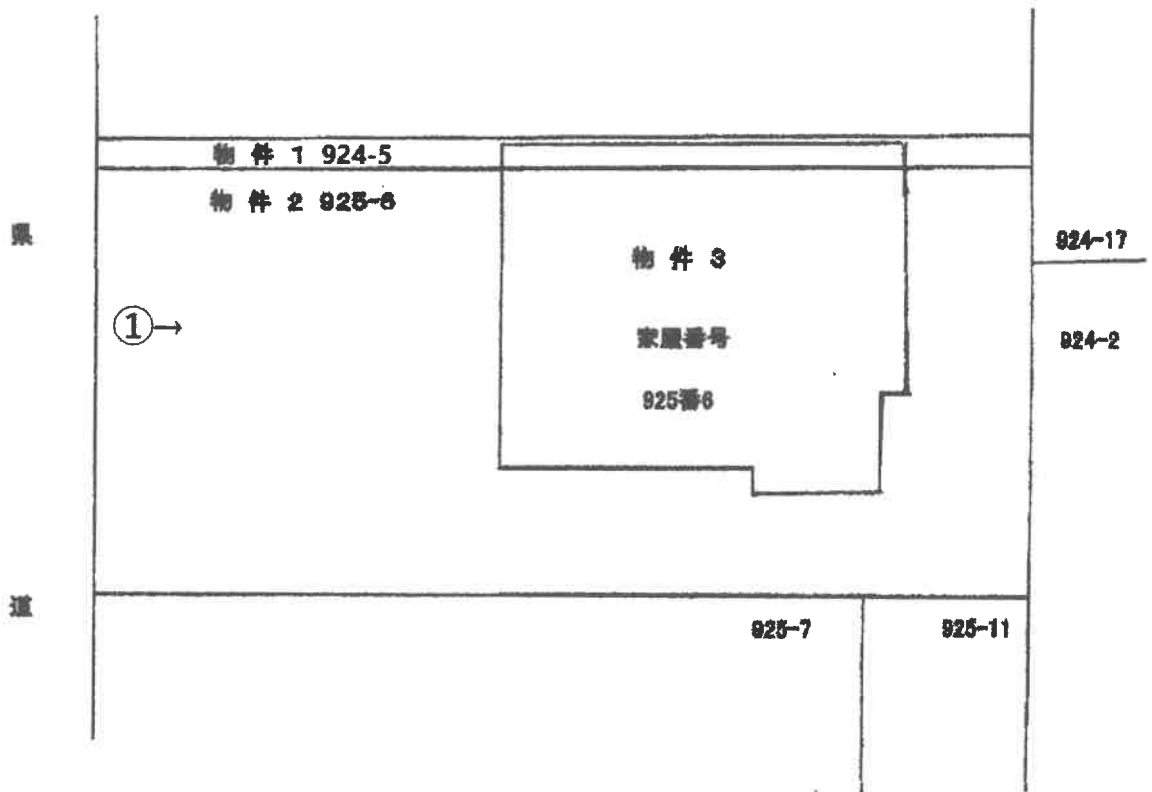 物 件 1 924-5
物 件 2 925-6
県
道
物 件 3
家屋番号
925番6
①→
924-17
924-2
925-7
925-11